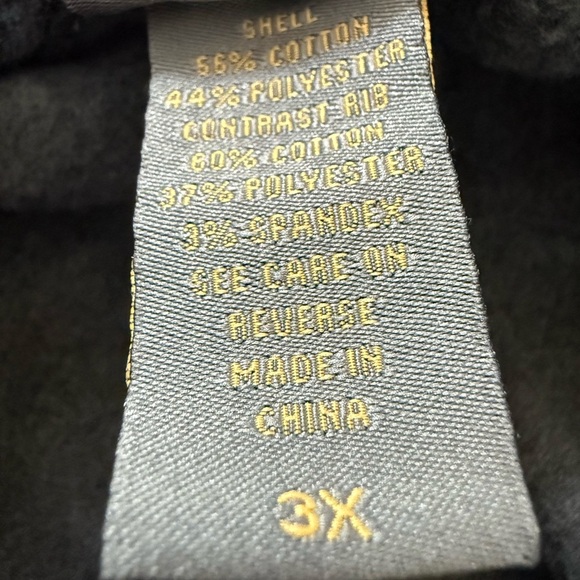 SHELL
56% COTTON
44% POLYESTER
CONTRAST RIB
60% COTTON
37% POLYESTER
3% SPANDEX
SEE CARE ON
REVERSE
MADE IN
CHINA
3X